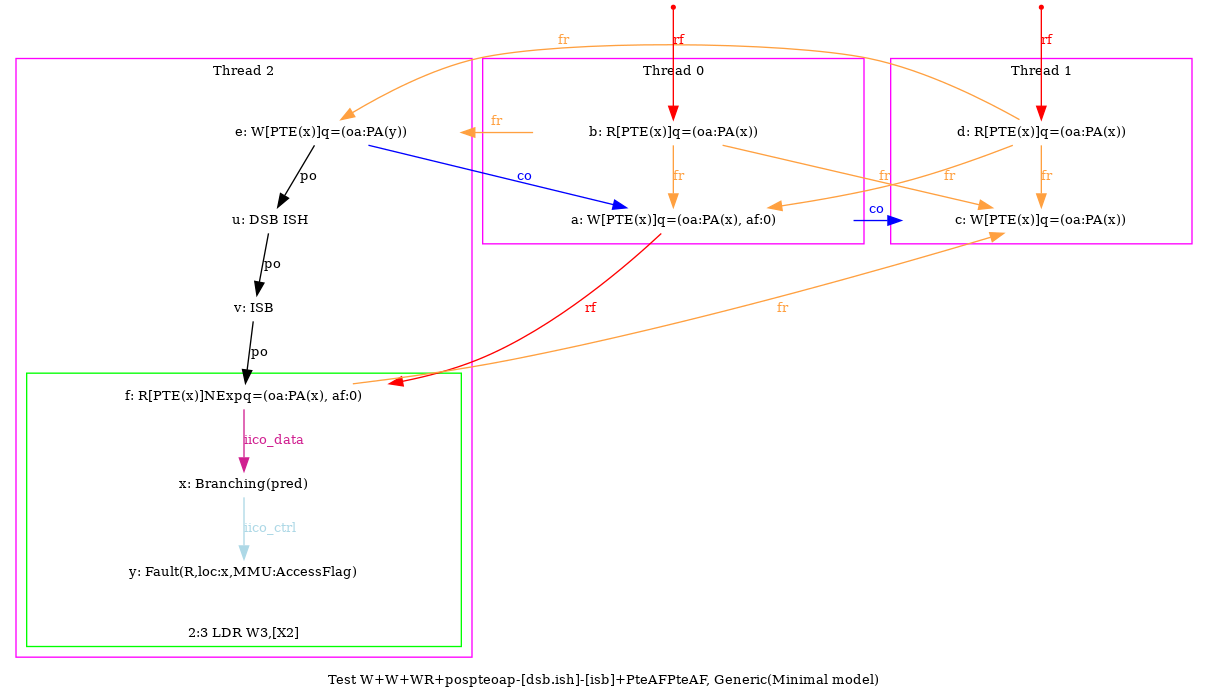 fr
rf
rf
Thread 2
Thread 0
Thread 1
e: W[PTE(x)]q=(oa:PA(y))
fr
b: R[PTE(x)]q=(oa:PA(x))
d: R[PTE(x)]q=(oa:PA(x))
po
co
fr
fr
fr
fr
u: DSB ISH
a: W[PTE(x)]q=(oa:PA(x), af:0)
co
c: W[PTE(x)]q=(oa:PA(x))
po
v: ISB
rf
fr
po
f: R[PTE(x)]NExpq=(oa:PA(x), af:0)
iico_data
x: Branching(pred)
iico_ctrl
y: Fault(R,loc:x,MMU:AccessFlag)
2:3 LDR W3,[X2]
Test W+W+WR+pospteoap-[dsb.ish]-[isb]+PteAFPteAF, Generic(Minimal model)